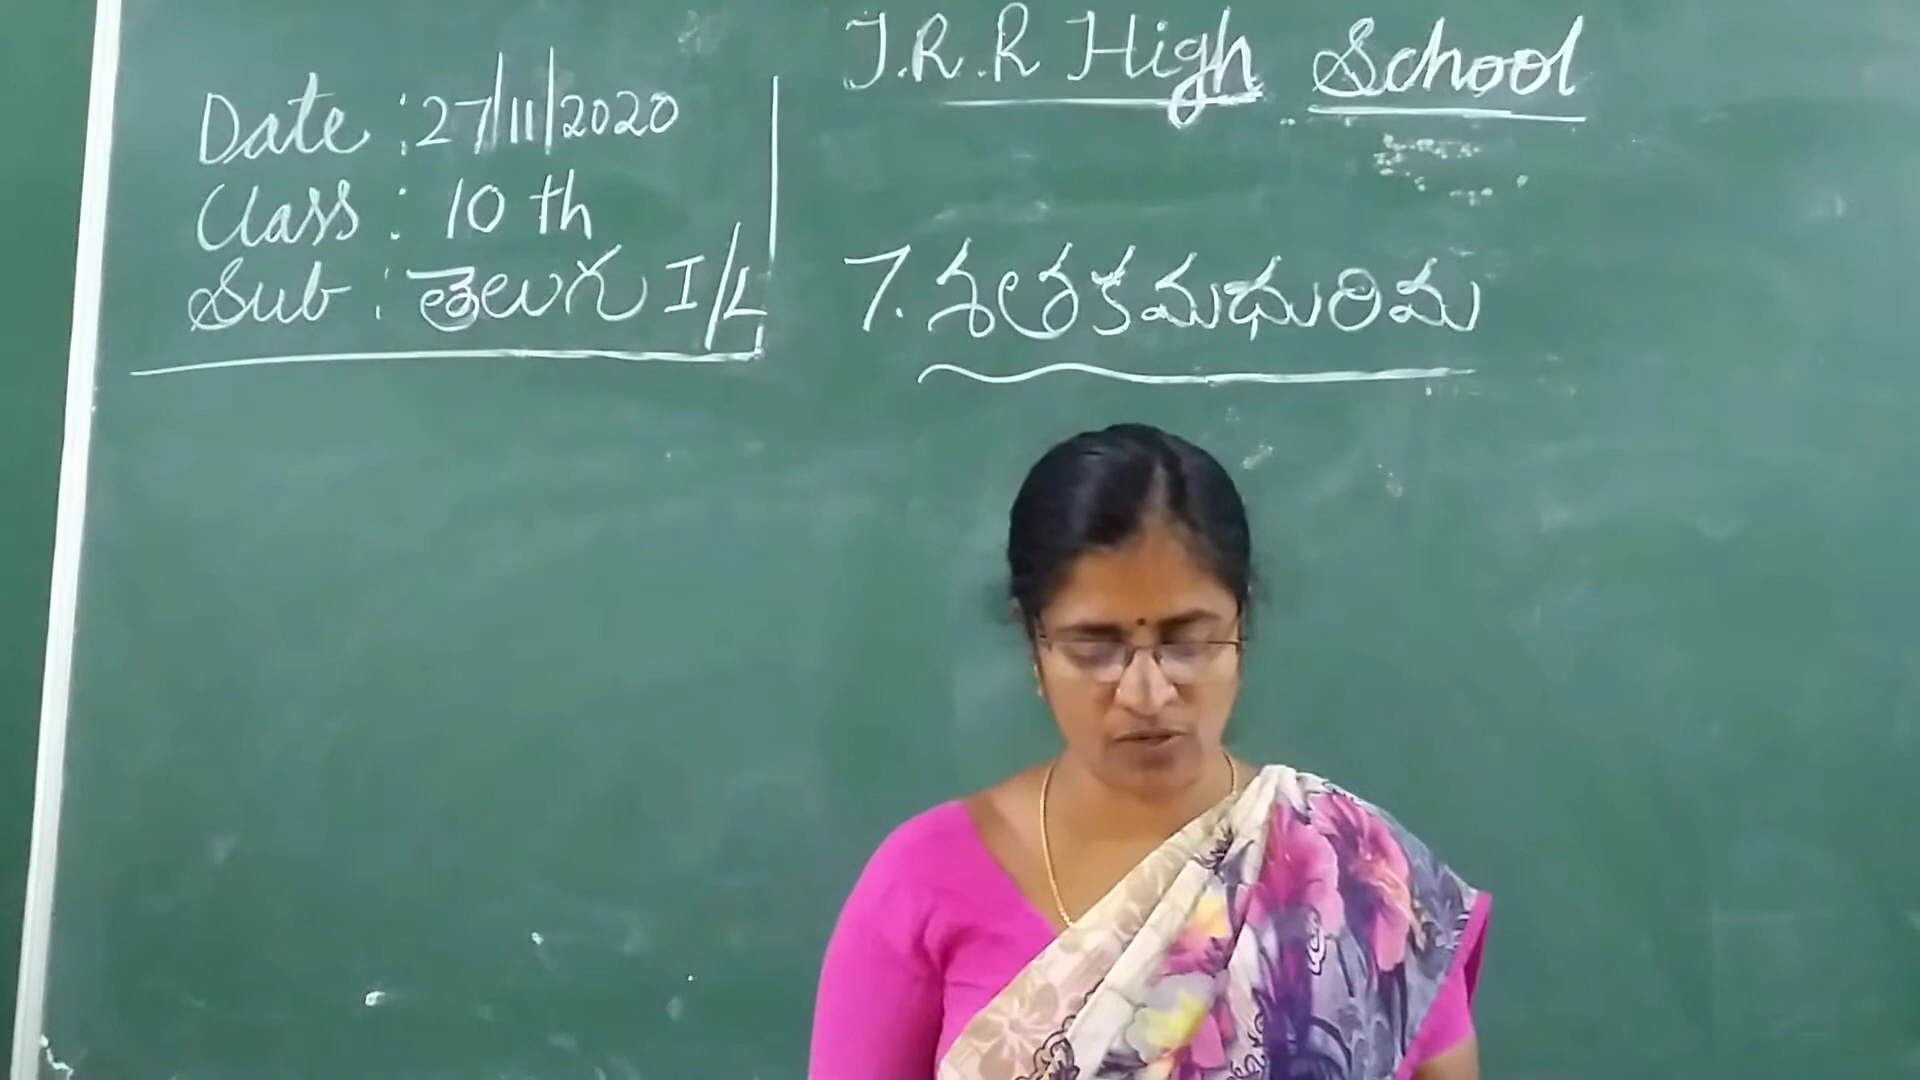 J.R.R High School
Date : 27/11/2020
Class : 10 th
Sub : తెలుగు I/L
7. శతకమధురిమ